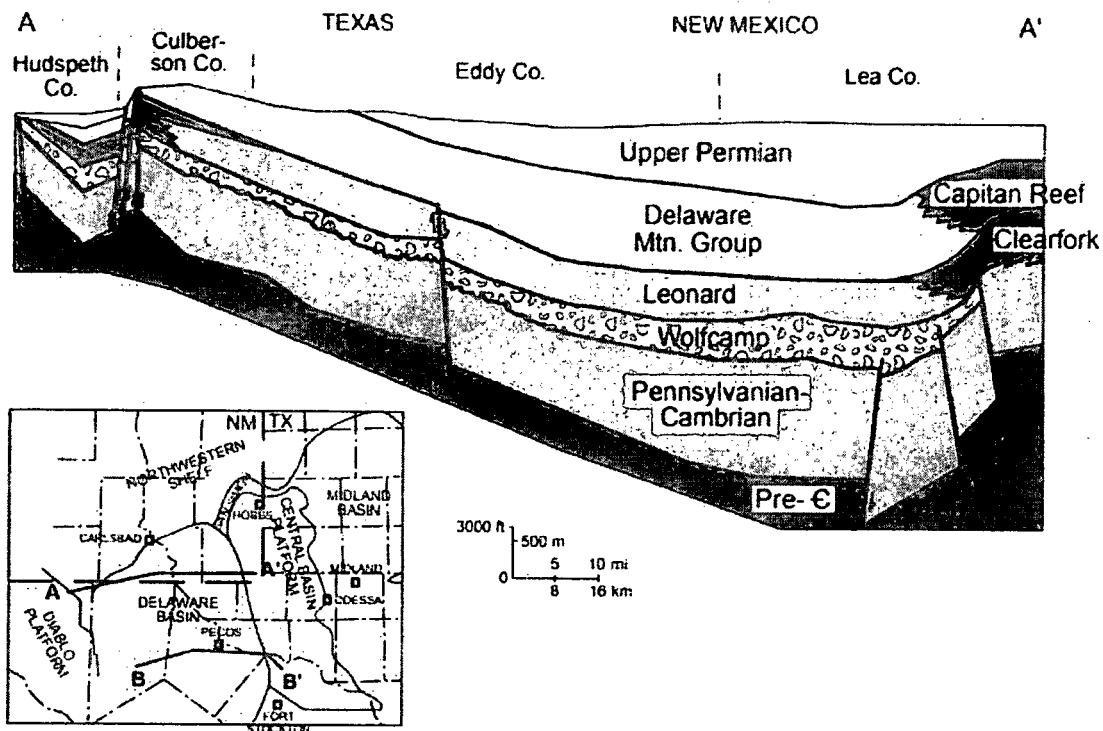 A
TEXAS
NEW MEXICO
A'
Hudspeth
Co.
Culber-
son Co.
Eddy Co.
Lea Co.
Upper Permian
Capitan Reef
Delaware
Mtn. Group
Clearfork
Leonard
Wolfcamp
Pennsylvanian-
Cambrian
Pre-Є
3000 ft
500 m
5
10 mi
0
8
16 km
NM
TX
NORTHWESTERN
SHELF
HOBBS
MIDLAND
BASIN
CENTRAL BASIN
PLATFORM
CARLSBAD
A
A'
MIDLAND
ODESSA
DELAWARE
BASIN
DIABLO
PLATFORM
PECOS
B
B'
FORT
STOCKTON